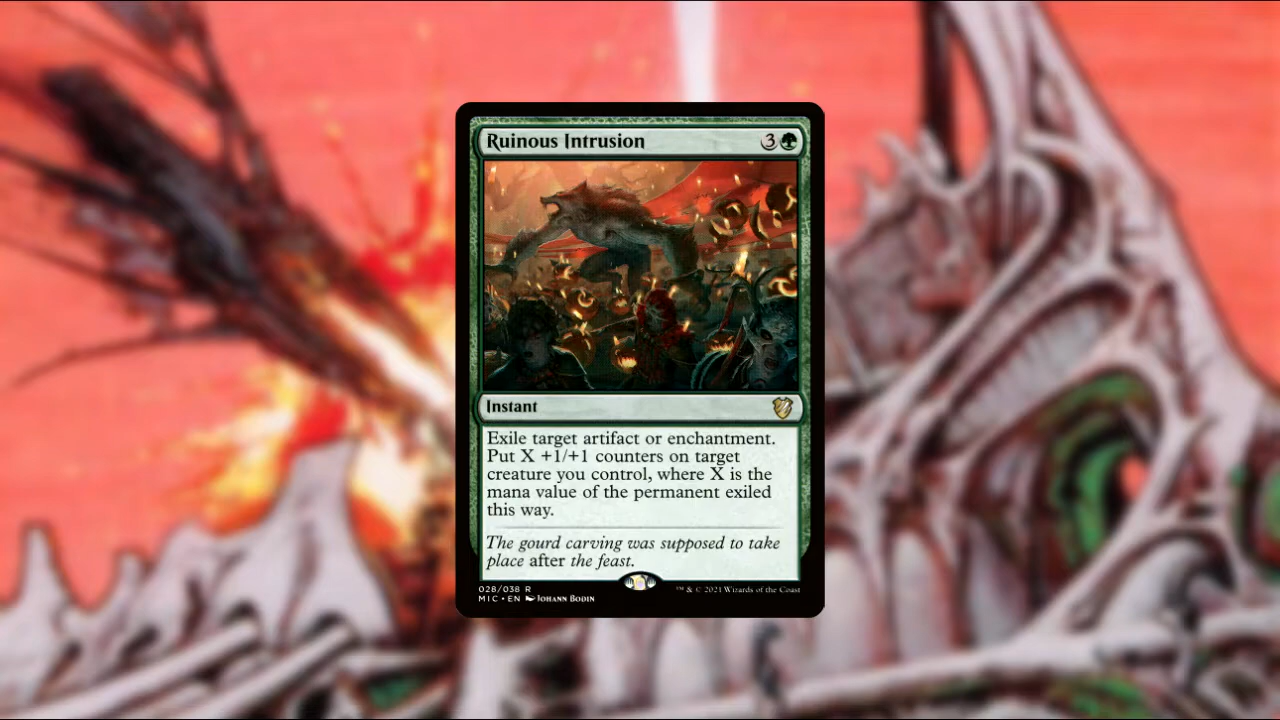 Ruinous Intrusion 3
Instant
Exile target artifact or enchantment.
Put X +1/+1 counters on target
creature you control, where X is the
mana value of the permanent exiled
this way.
The gourd carving was supposed to take
place after the feast.
028/038 R
MIC • EN Johann Bodin
™ & © 2021 Wizards of the Coast